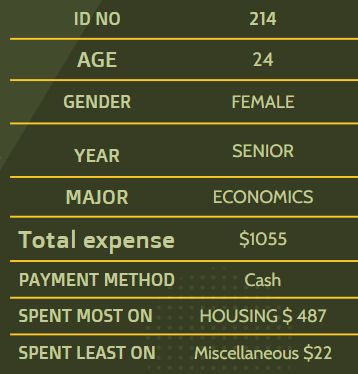 ID NO 214
AGE 24
GENDER FEMALE
YEAR SENIOR
MAJOR ECONOMICS
Total expense $1055
PAYMENT METHOD Cash
SPENT MOST ON HOUSING $ 487
SPENT LEAST ON Miscellaneous $22